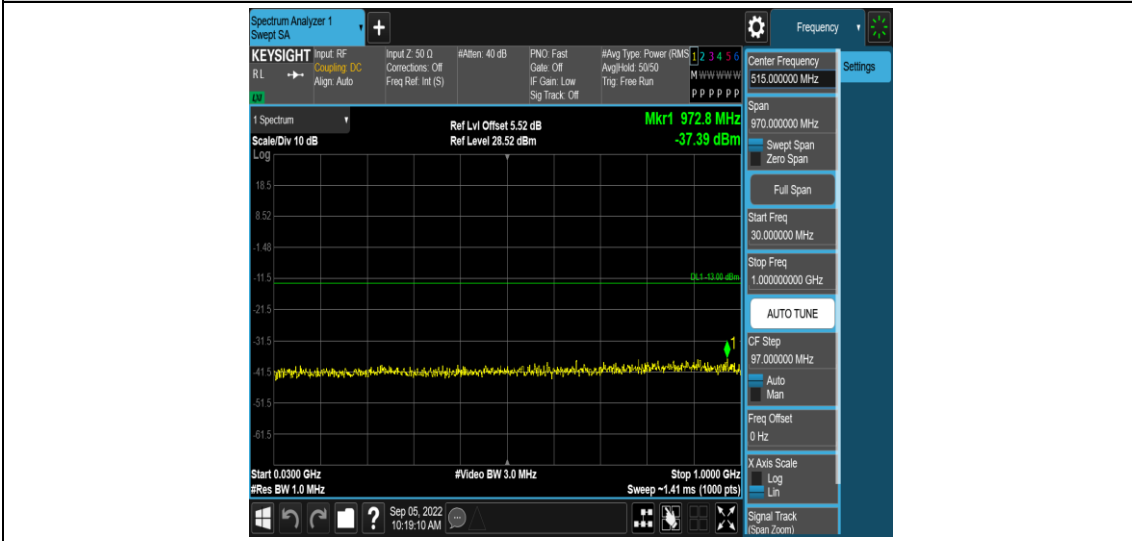 Spectrum Analyzer 1
Swept SA
+
Frequency
KEYSIGHT
RL
LW
Input: RF
Coupling: DC
Align: Auto
Input Z: 50 Ω
Corrections: Off
Freq Ref: Int (S)
#Atten: 40 dB
PNO: Fast
Gate: Off
IF Gain: Low
Sig Track: Off
#Avg Type: Power (RMS
Avg|Hold: 50/50
Trig: Free Run
1 2 3 4 5 6
M W W W W W
P P P P P P
1 Spectrum
Scale/Div 10 dB
Log
Ref Lvl Offset 5.52 dB
Ref Level 28.52 dBm
Mkr1 972.8 MHz
-37.39 dBm
18.5
8.52
-1.48
-11.5
DL1 -13.00 dBm
-21.5
-31.5
1
-41.5
-51.5
-61.5
Start 0.0300 GHz
#Video BW 3.0 MHz
Stop 1.0000 GHz
#Res BW 1.0 MHz
Sweep ~1.41 ms (1000 pts)
?
Sep 05, 2022
10:19:10 AM
Center Frequency
515.000000 MHz
Settings
Span
970.000000 MHz
Swept Span
Zero Span
Full Span
Start Freq
30.000000 MHz
Stop Freq
1.000000000 GHz
AUTO TUNE
CF Step
97.000000 MHz
Auto
Man
Freq Offset
0 Hz
X Axis Scale
Log
Lin
Signal Track
(Span Zoom)